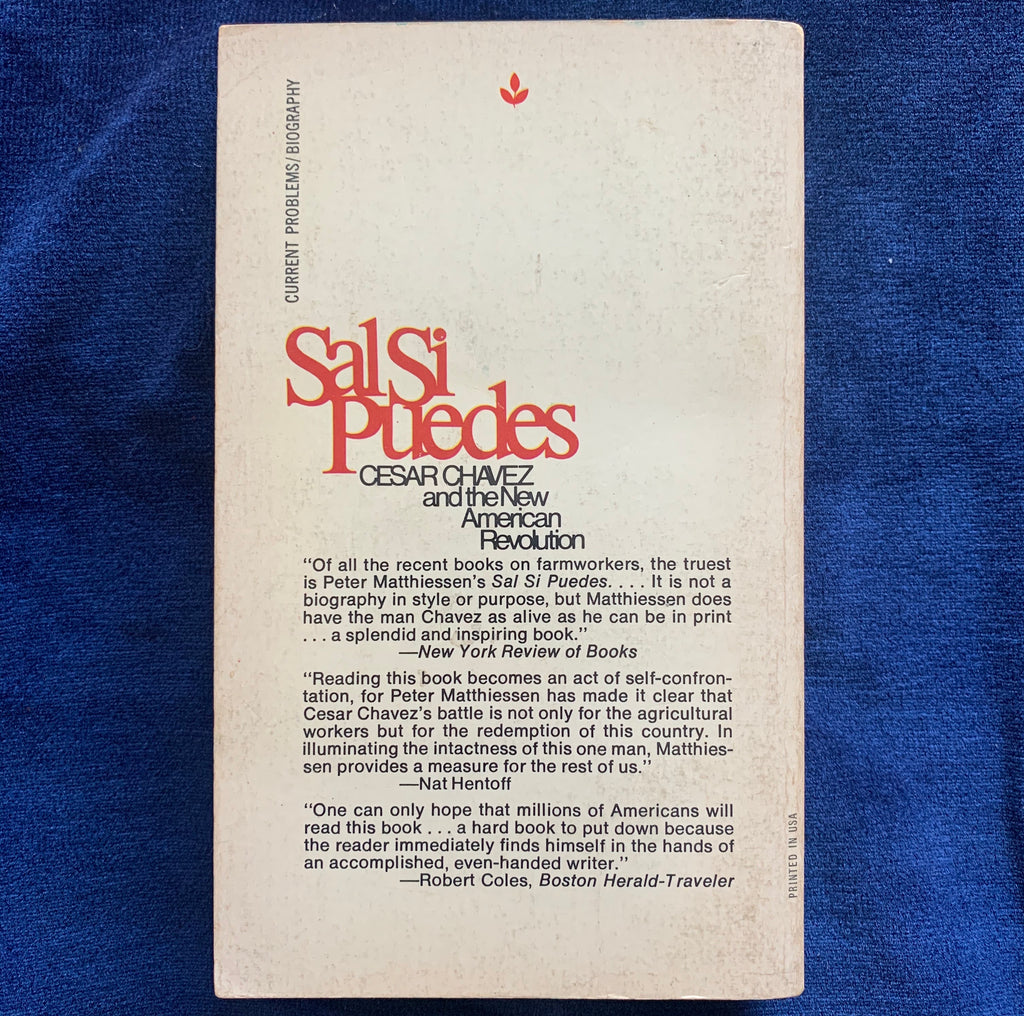 CURRENT PROBLEMS/BIOGRAPHY
Sal Si
Puedes
CESAR CHAVEZ
and the New
American
Revolution
“Of all the recent books on farmworkers, the truest
is Peter Matthiessen’s Sal Si Puedes. . . . It is not a
biography in style or purpose, but Matthiessen does
have the man Chavez as alive as he can be in print
. . . a splendid and inspiring book.”
—New York Review of Books
“Reading this book becomes an act of self-confron-
tation, for Peter Matthiessen has made it clear that
Cesar Chavez’s battle is not only for the agricultural
workers but for the redemption of this country. In
illuminating the intactness of this one man, Matthies-
sen provides a measure for the rest of us.”
—Nat Hentoff
“One can only hope that millions of Americans will
read this book . . . a hard book to put down because
the reader immediately finds himself in the hands of
an accomplished, even-handed writer.”
—Robert Coles, Boston Herald-Traveler
PRINTED IN USA